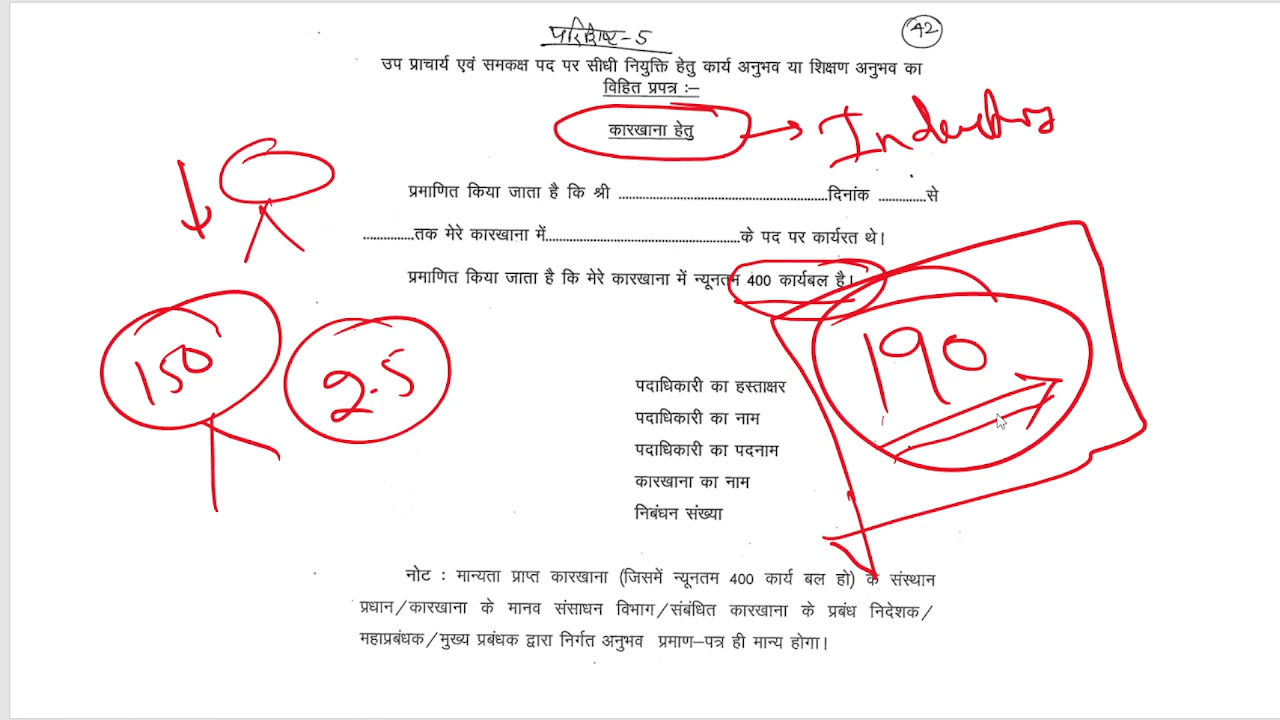 परिशिष्ट-5
42
उप प्राचार्य एवं समकक्ष पद पर सीधी नियुक्ति हेतु कार्य अनुभव या शिक्षण अनुभव का
विहित प्रपत्र :–
कारखाना हेतु
प्रमाणित किया जाता है कि श्री ..................................................दिनांक ..............से
..............तक मेरे कारखाना में................................................के पद पर कार्यरत थे।
प्रमाणित किया जाता है कि मेरे कारखाना में न्यूनतम 400 कार्यबल है।
150
2.5
190
पदाधिकारी का हस्ताक्षर
पदाधिकारी का नाम
पदाधिकारी का पदनाम
कारखाना का नाम
निबंधन संख्या
नोट : मान्यता प्राप्त कारखाना (जिसमें न्यूनतम 400 कार्य बल हो) के संस्थान
प्रधान/कारखाना के मानव संसाधन विभाग/संबंधित कारखाना के प्रबंध निदेशक/
महाप्रबंधक/मुख्य प्रबंधक द्वारा निर्गत अनुभव प्रमाण–पत्र ही मान्य होगा।